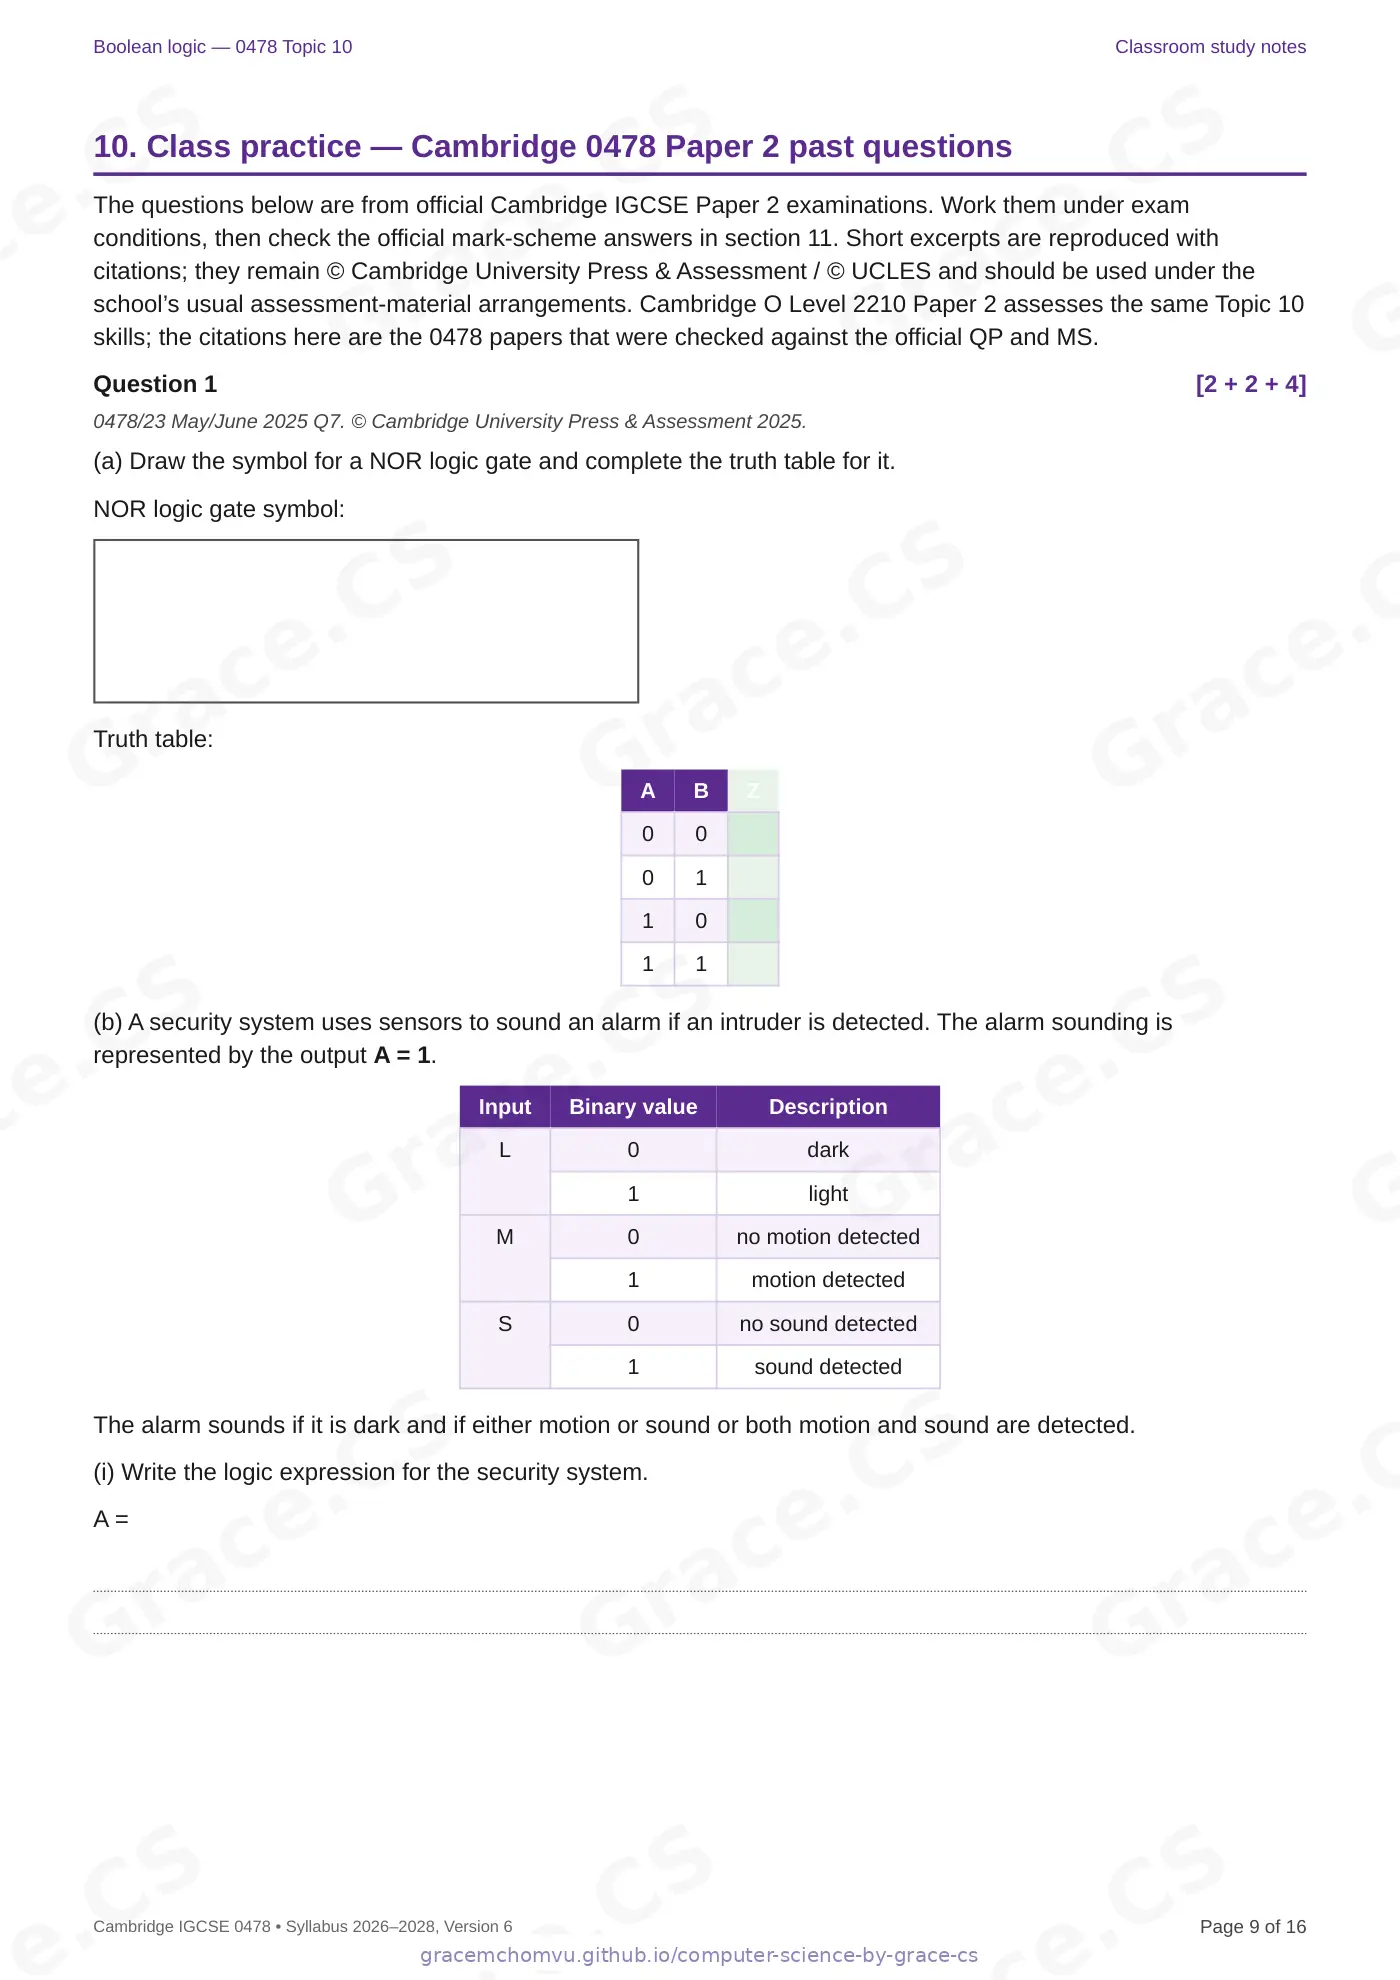 Boolean logic — 0478 Topic 10
Classroom study notes
10. Class practice — Cambridge 0478 Paper 2 past questions
The questions below are from official Cambridge IGCSE Paper 2 examinations. Work them under exam
conditions, then check the official mark-scheme answers in section 11. Short excerpts are reproduced with
citations; they remain © Cambridge University Press & Assessment / © UCLES and should be used under the
school’s usual assessment-material arrangements. Cambridge O Level 2210 Paper 2 assesses the same Topic 10
skills; the citations here are the 0478 papers that were checked against the official QP and MS.
Question 1 [2 + 2 + 4]
0478/23 May/June 2025 Q7. © Cambridge University Press & Assessment 2025.
(a) Draw the symbol for a NOR logic gate and complete the truth table for it.
NOR logic gate symbol:
Truth table:
A B Z
0 0
0 1
1 0
1 1
(b) A security system uses sensors to sound an alarm if an intruder is detected. The alarm sounding is
represented by the output A = 1.
Input Binary value Description
L 0 dark
1 light
M 0 no motion detected
1 motion detected
S 0 no sound detected
1 sound detected
The alarm sounds if it is dark and if either motion or sound or both motion and sound are detected.
(i) Write the logic expression for the security system.
A =
Cambridge IGCSE 0478 • Syllabus 2026–2028, Version 6
Page 9 of 16
gracemchomvu.github.io/computer-science-by-grace-cs
Grace.CS